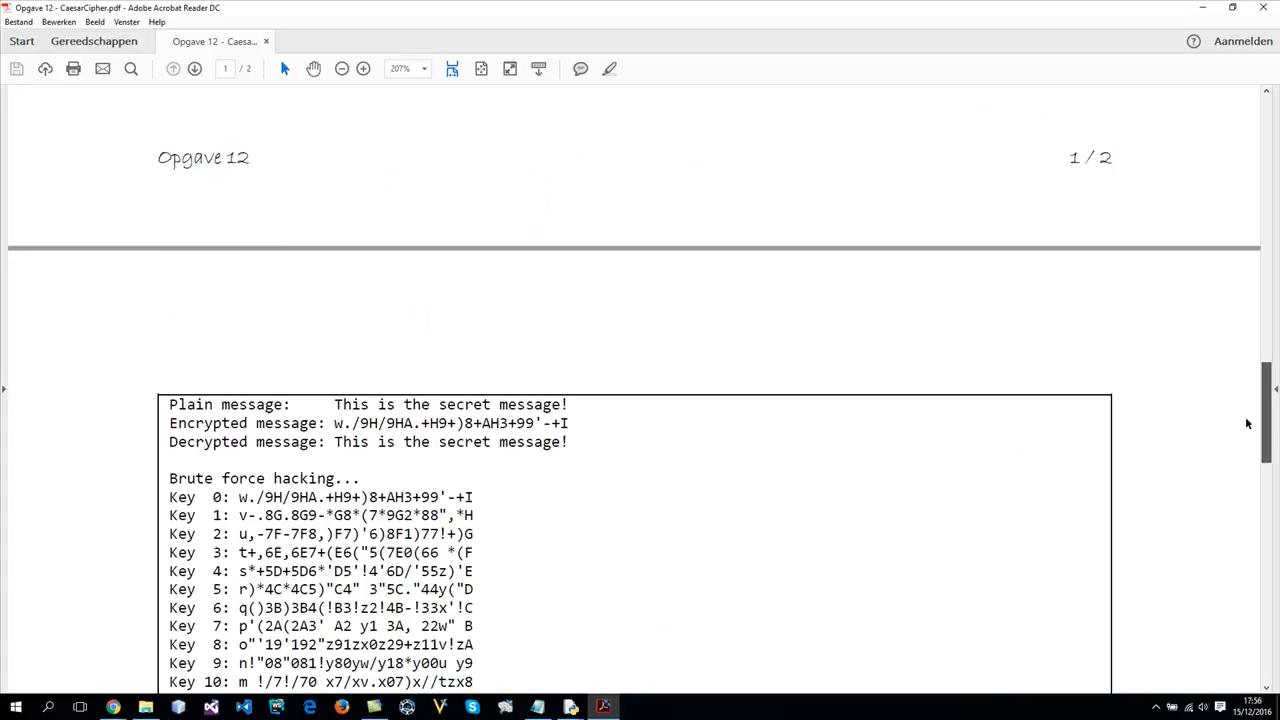 Opgave 12 - CaesarCipher.pdf - Adobe Acrobat Reader DC
Bestand Bewerken Beeld Venster Help
Start Gereedschappen Opgave 12 - Caesa... × Aanmelden
1 / 2 207%
Opgave 12 1 / 2
Plain message: This is the secret message!
Encrypted message: w./9H/9HA.+H9+)8+AH3+99'-+I
Decrypted message: This is the secret message!
Brute force hacking...
Key 0: w./9H/9HA.+H9+)8+AH3+99'-+I
Key 1: v-.8G.8G9-*G8*(7*9G2*88",*H
Key 2: u,-7F-7F8,)F7)'6)8F1)77!+)G
Key 3: t+,6E,6E7+(E6("5(7E0(66 *(F
Key 4: s*+5D+5D6*'D5'!4'6D/'55z)'E
Key 5: r)*4C*4C5)"C4" 3"5C."44y("D
Key 6: q()3B)3B4(!B3!z2!4B-!33x'!C
Key 7: p'(2A(2A3' A2 y1 3A, 22w" B
Key 8: o"'19'192"z91zx0z29+z11v!zA
Key 9: n!"08"081!y80yw/y18*y00u y9
Key 10: m !/7!/70 x7/xv.x07)x//tzx8
17:56
15/12/2016